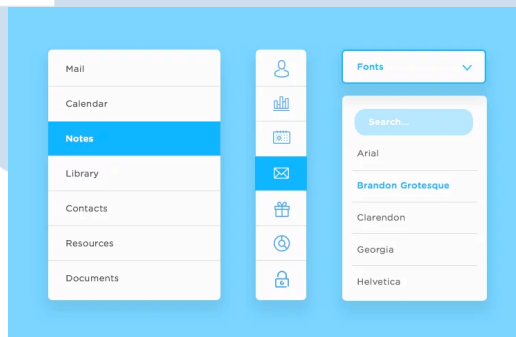 Mail
Calendar
Notes
Library
Contacts
Resources
Documents
Fonts
Search...
Arial
Brandon Grotesque
Clarendon
Georgia
Helvetica